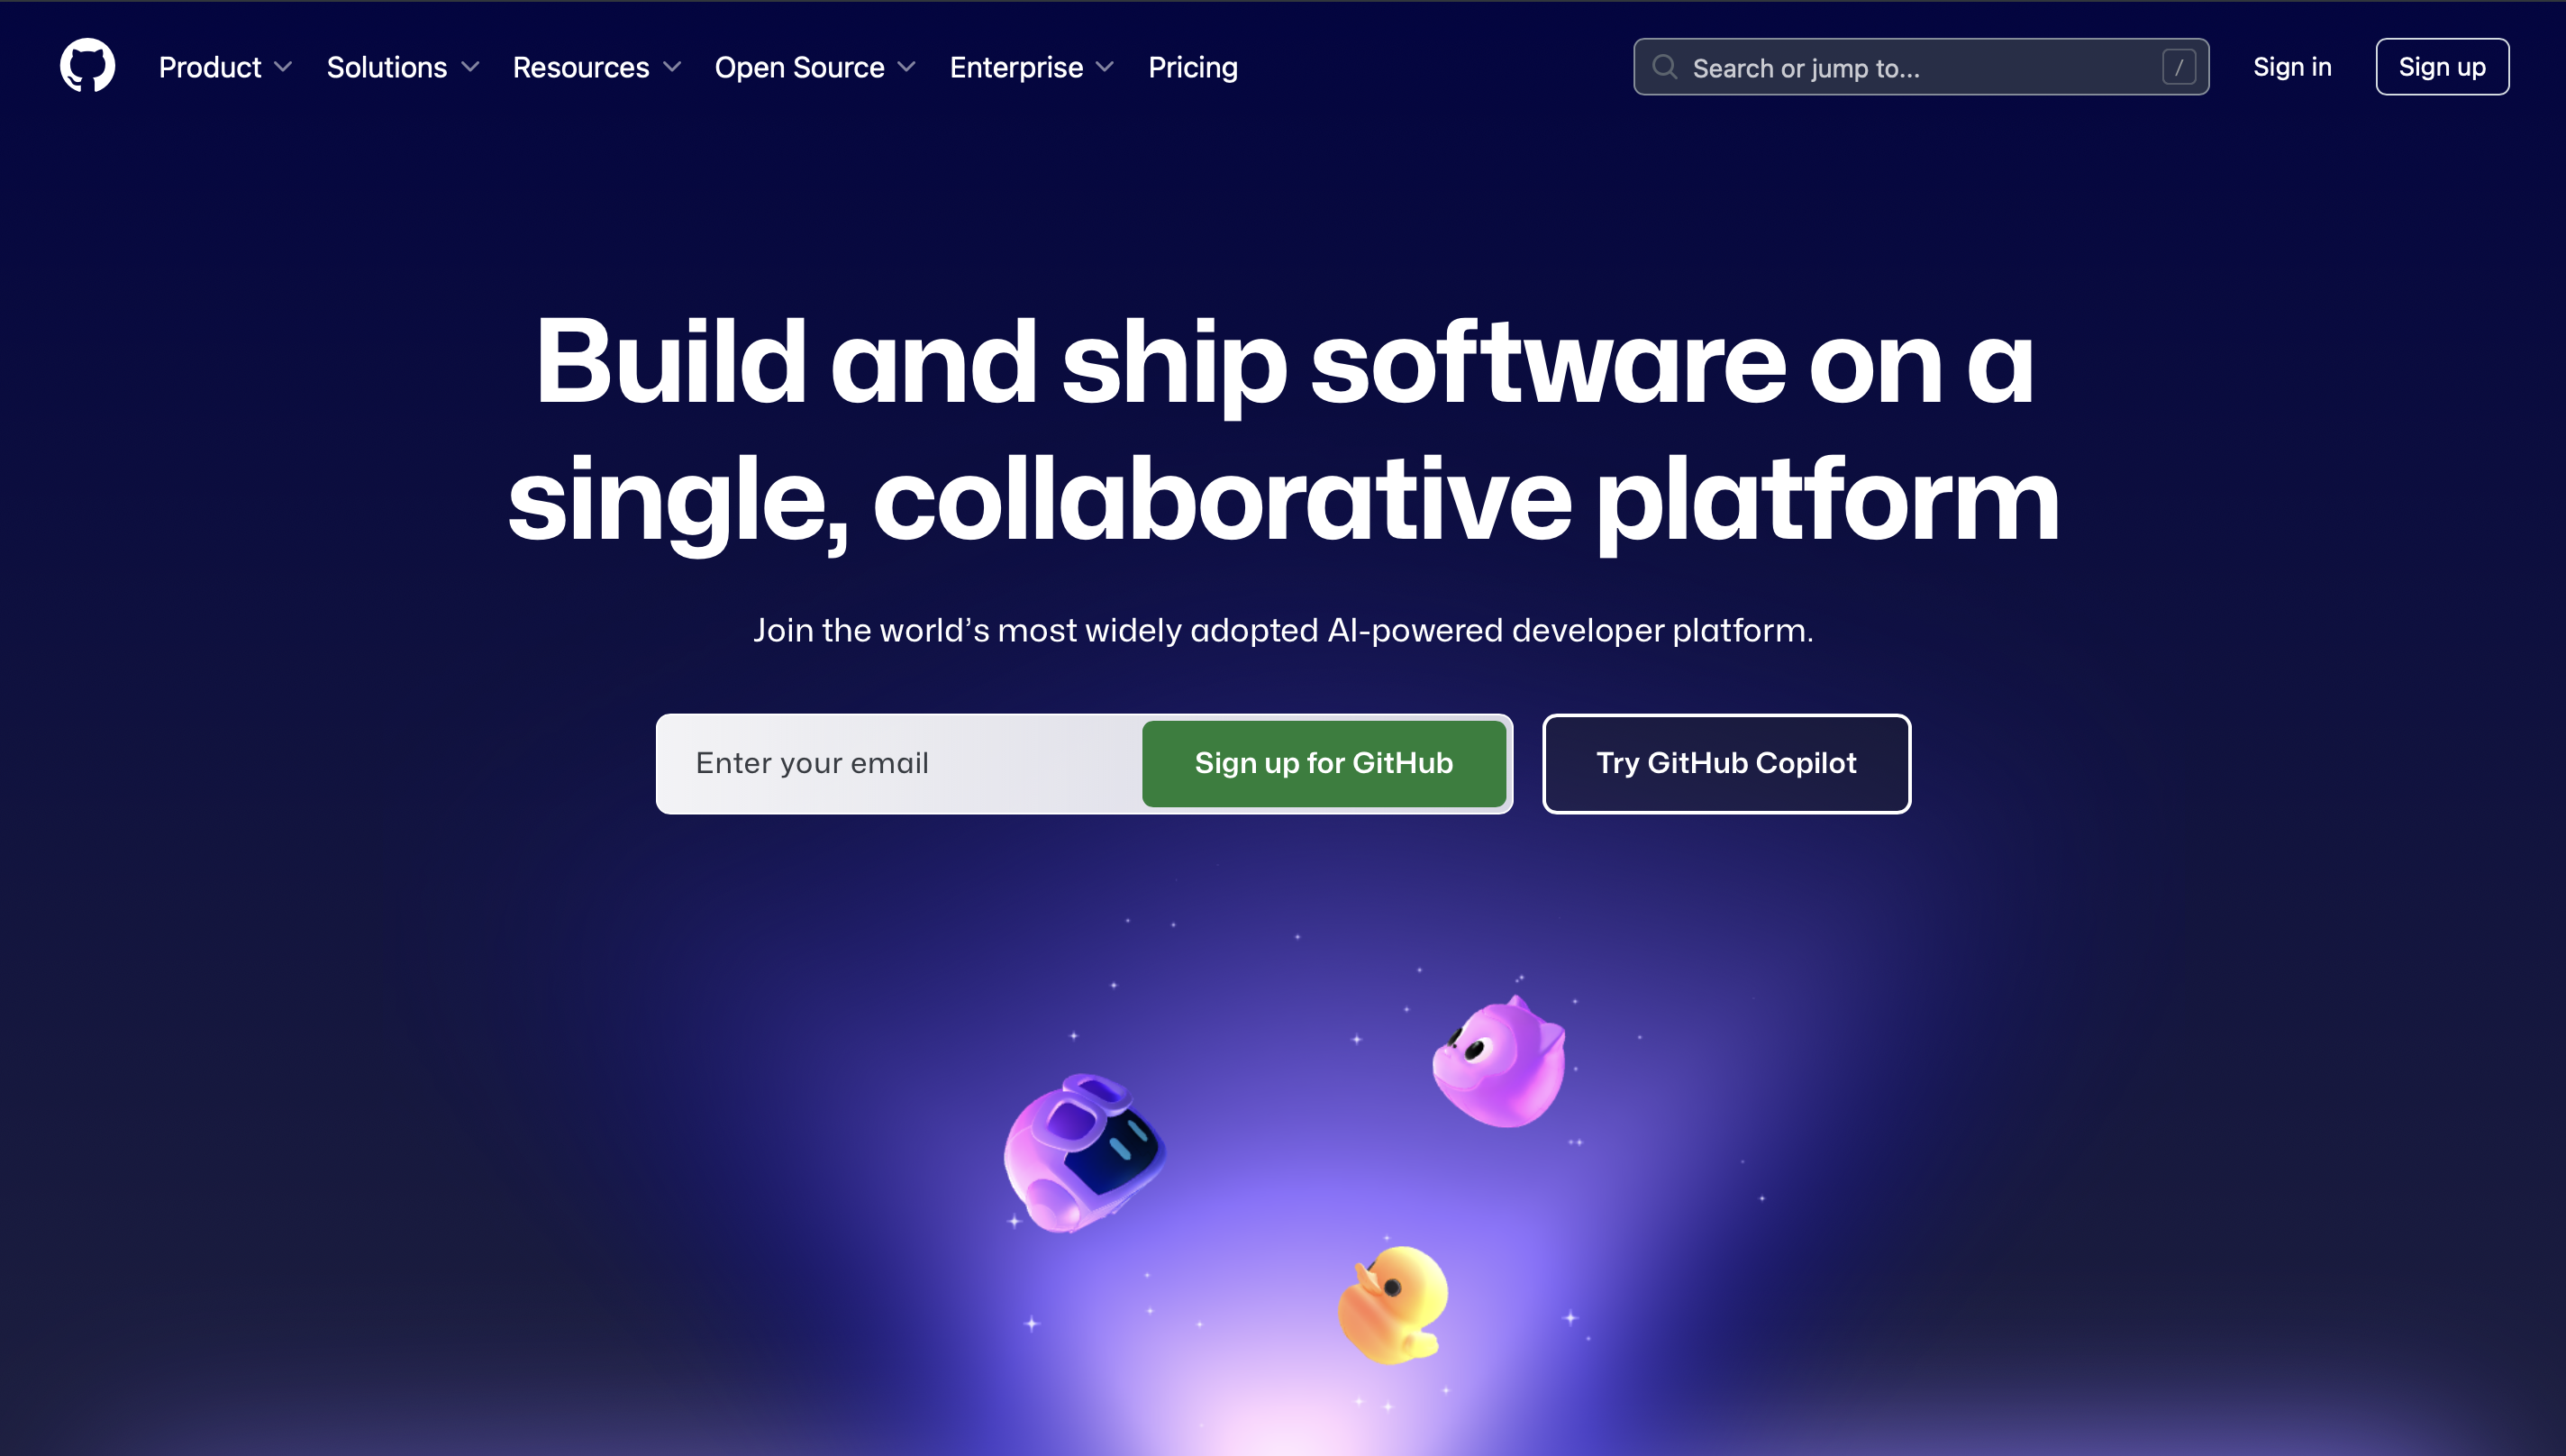 Product Solutions Resources Open Source Enterprise Pricing Search or jump to... / Sign in Sign up
Build and ship software on a
single, collaborative platform
Join the world’s most widely adopted AI-powered developer platform.
Enter your email Sign up for GitHub Try GitHub Copilot